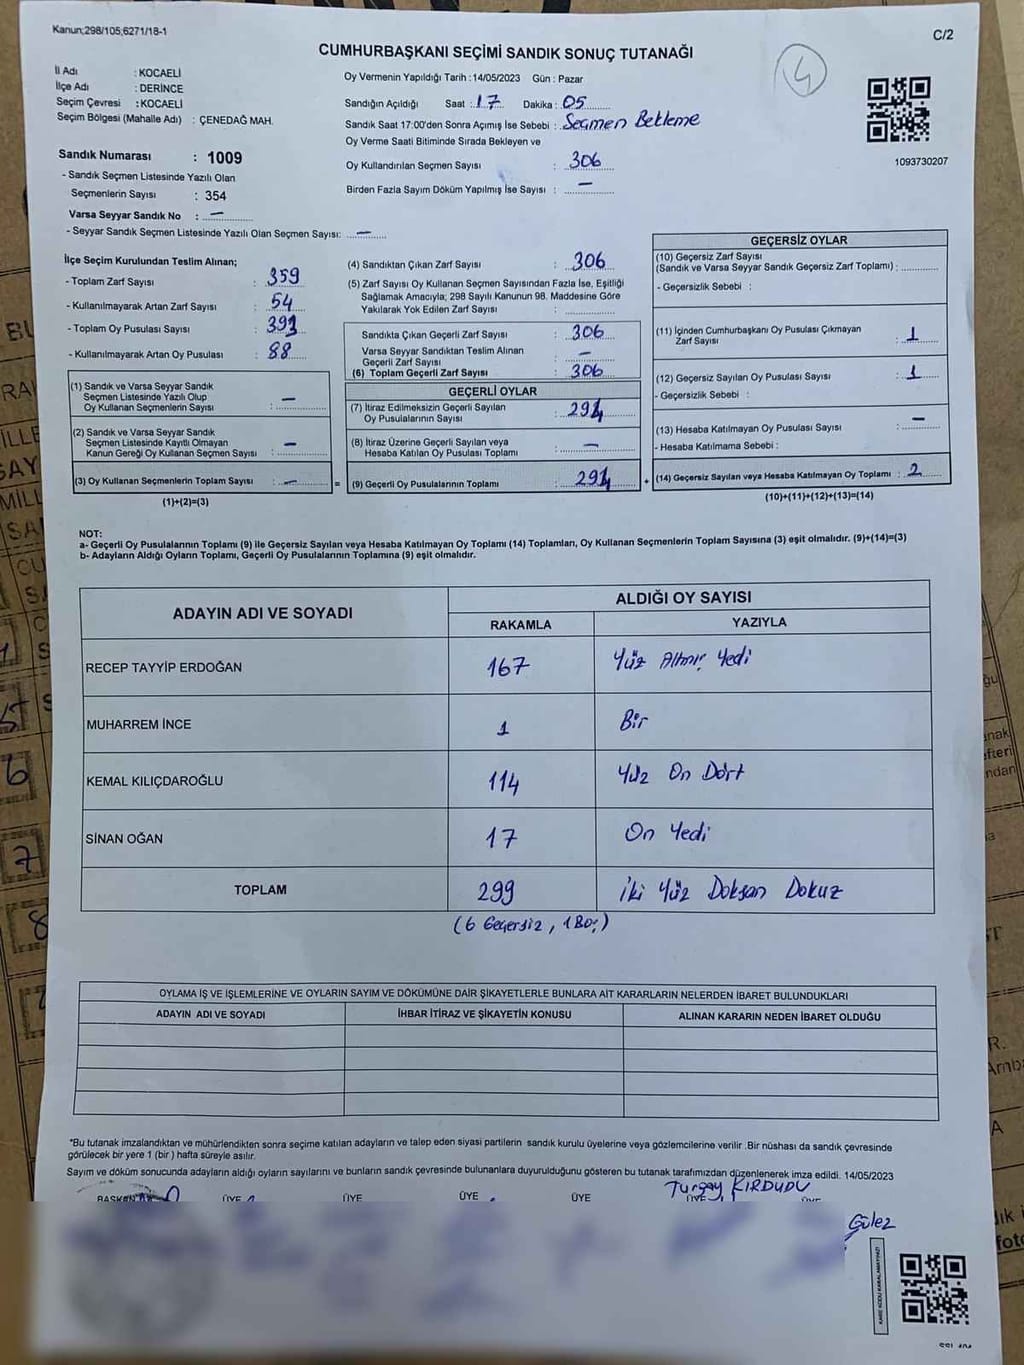 Kanun;298/105;6271/18-1
C/2
CUMHURBAŞKANI SEÇİMİ SANDIK SONUÇ TUTANAĞI
İl Adı : KOCAELİ
İlçe Adı : DERİNCE
Seçim Çevresi : KOCAELİ
Seçim Bölgesi (Mahalle Adı) : ÇENEDAĞ MAH.
Sandık Numarası : 1009
- Sandık Seçmen Listesinde Yazılı Olan
Seçmenlerin Sayısı : 354
Varsa Seyyar Sandık No : —
- Seyyar Sandık Seçmen Listesinde Yazılı Olan Seçmen Sayısı: —
Oy Vermenin Yapıldığı Tarih : 14/05/2023 Gün : Pazar
Sandığın Açıldığı Saat : 17 Dakika : 05
Sandık Saat 17:00'den Sonra Açımış İse Sebebi : Seçmen Bekleme
Oy Verme Saati Bitiminde Sırada Bekleyen ve
Oy Kullandırılan Seçmen Sayısı : 306
Birden Fazla Sayım Döküm Yapılmış İse Sayısı : —
4
1093730207
İlçe Seçim Kurulundan Teslim Alınan;
- Toplam Zarf Sayısı : 359
- Kullanılmayarak Artan Zarf Sayısı : 54
- Toplam Oy Pusulası Sayısı : 393
- Kullanılmayarak Artan Oy Pusulası : 88
(1) Sandık ve Varsa Seyyar Sandık
Seçmen Listesinde Yazılı Olup
Oy Kullanan Seçmenlerin Sayısı : —
(2) Sandık ve Varsa Seyyar Sandık
Seçmen Listesinde Kayıtlı Olmayan
Kanun Gereği Oy Kullanan Seçmen Sayısı : —
(3) Oy Kullanan Seçmenlerin Toplam Sayısı : —
(1)+(2)=(3)
(4) Sandıktan Çıkan Zarf Sayısı : 306
(5) Zarf Sayısı Oy Kullanan Seçmen Sayısından Fazla İse, Eşitliği
Sağlamak Amacıyla; 298 Sayılı Kanunun 98. Maddesine Göre
Yakılarak Yok Edilen Zarf Sayısı :
Sandıkta Çıkan Geçerli Zarf Sayısı : 306
Varsa Seyyar Sandıktan Teslim Alınan
Geçerli Zarf Sayısı : —
(6) Toplam Geçerli Zarf Sayısı : 306
GEÇERLİ OYLAR
(7) İtiraz Edilmeksizin Geçerli Sayılan
Oy Pusulalarının Sayısı :
(8) İtiraz Üzerine Geçerli Sayılan veya
Hesaba Katılan Oy Pusulası Toplamı : —
= (9) Geçerli Oy Pusulalarının Toplamı : +
GEÇERSİZ OYLAR
(10) Geçersiz Zarf Sayısı
(Sandık ve Varsa Seyyar Sandık Geçersiz Zarf Toplamı) :
- Geçersizlik Sebebi :
(11) İçinden Cumhurbaşkanı Oy Pusulası Çıkmayan
Zarf Sayısı : 1
(12) Geçersiz Sayılan Oy Pusulası Sayısı : 1
- Geçersizlik Sebebi :
(13) Hesaba Katılmayan Oy Pusulası Sayısı : —
- Hesaba Katılmama Sebebi :
(14) Geçersiz Sayılan veya Hesaba Katılmayan Oy Toplamı : 2
(10)+(11)+(12)+(13)=(14)
NOT:
a- Geçerli Oy Pusulalarının Toplamı (9) ile Geçersiz Sayılan veya Hesaba Katılmayan Oy Toplamı (14) Toplamları, Oy Kullanan Seçmenlerin Toplam Sayısına (3) eşit olmalıdır. (9)+(14)=(3)
b- Adayların Aldığı Oyların Toplamı, Geçerli Oy Pusulalarının Toplamına (9) eşit olmalıdır.
ADAYIN ADI VE SOYADI
ALDIĞI OY SAYISI
RAKAMLA
YAZIYLA
RECEP TAYYİP ERDOĞAN 167 Yüz Altmış Yedi
MUHARREM İNCE 1 Bir
KEMAL KILIÇDAROĞLU 114 Yüz On Dört
SİNAN OĞAN 17 On Yedi
TOPLAM 299 İki Yüz Doksan Dokuz
(6 Geçersiz, 1 Boş)
OYLAMA İŞ VE İŞLEMLERİNE VE OYLARIN SAYIM VE DÖKÜMÜNE DAİR ŞİKAYETLERLE BUNLARA AİT KARARLARIN NELERDEN İBARET BULUNDUKLARI
ADAYIN ADI VE SOYADI
İHBAR İTİRAZ VE ŞİKAYETİN KONUSU
ALINAN KARARIN NEDEN İBARET OLDUĞU
*Bu tutanak imzalandıktan ve mühürlendikten sonra seçime katılan adayların ve talep eden siyasi partilerin sandık kurulu üyelerine veya gözlemcilerine verilir .Bir nüshası da sandık çevresinde
görülecek bir yere 1 (bir ) hafta süreyle asılır.
Sayım ve döküm sonucunda adayların aldığı oyların sayılarını ve bunların sandık çevresinde bulunanlara duyurulduğunu gösteren bu tutanak tarafımızdan düzenlenerek imza edildi. 14/05/2023
Turgay KIRDUDU
BAŞKAN ÜYE ÜYE ÜYE ÜYE ÜYE ÜYE
Gülez
KARE KODU KARALAMAYINIZ!